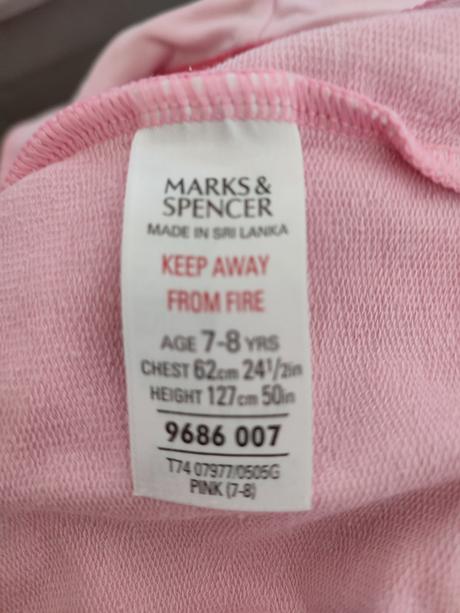 MARKS &
SPENCER
MADE IN SRI LANKA
KEEP AWAY
FROM FIRE
AGE 7-8 YRS
CHEST 62cm 24½in
HEIGHT 127cm 50in
9686 007
T74 07977/0505G
PINK (7-8)